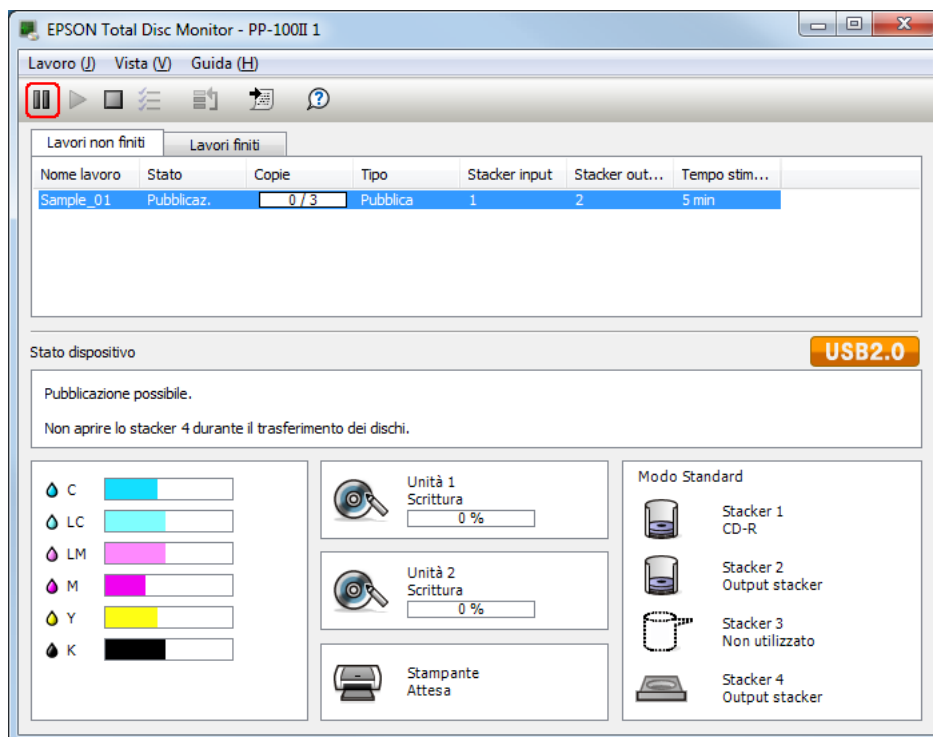 EPSON Total Disc Monitor - PP-100II 1
Lavoro (J) Vista (V) Guida (H)
Lavori non finiti Lavori finiti
Nome lavoro Stato Copie Tipo Stacker input Stacker out... Tempo stim...
Sample_01 Pubblicaz. 0 / 3 Pubblica 1 2 5 min
Stato dispositivo USB2.0
Pubblicazione possibile.
Non aprire lo stacker 4 durante il trasferimento dei dischi.
C
LC
LM
M
Y
K
Unità 1
Scrittura
0 %
Unità 2
Scrittura
0 %
Stampante
Attesa
Modo Standard
Stacker 1
CD-R
Stacker 2
Output stacker
Stacker 3
Non utilizzato
Stacker 4
Output stacker